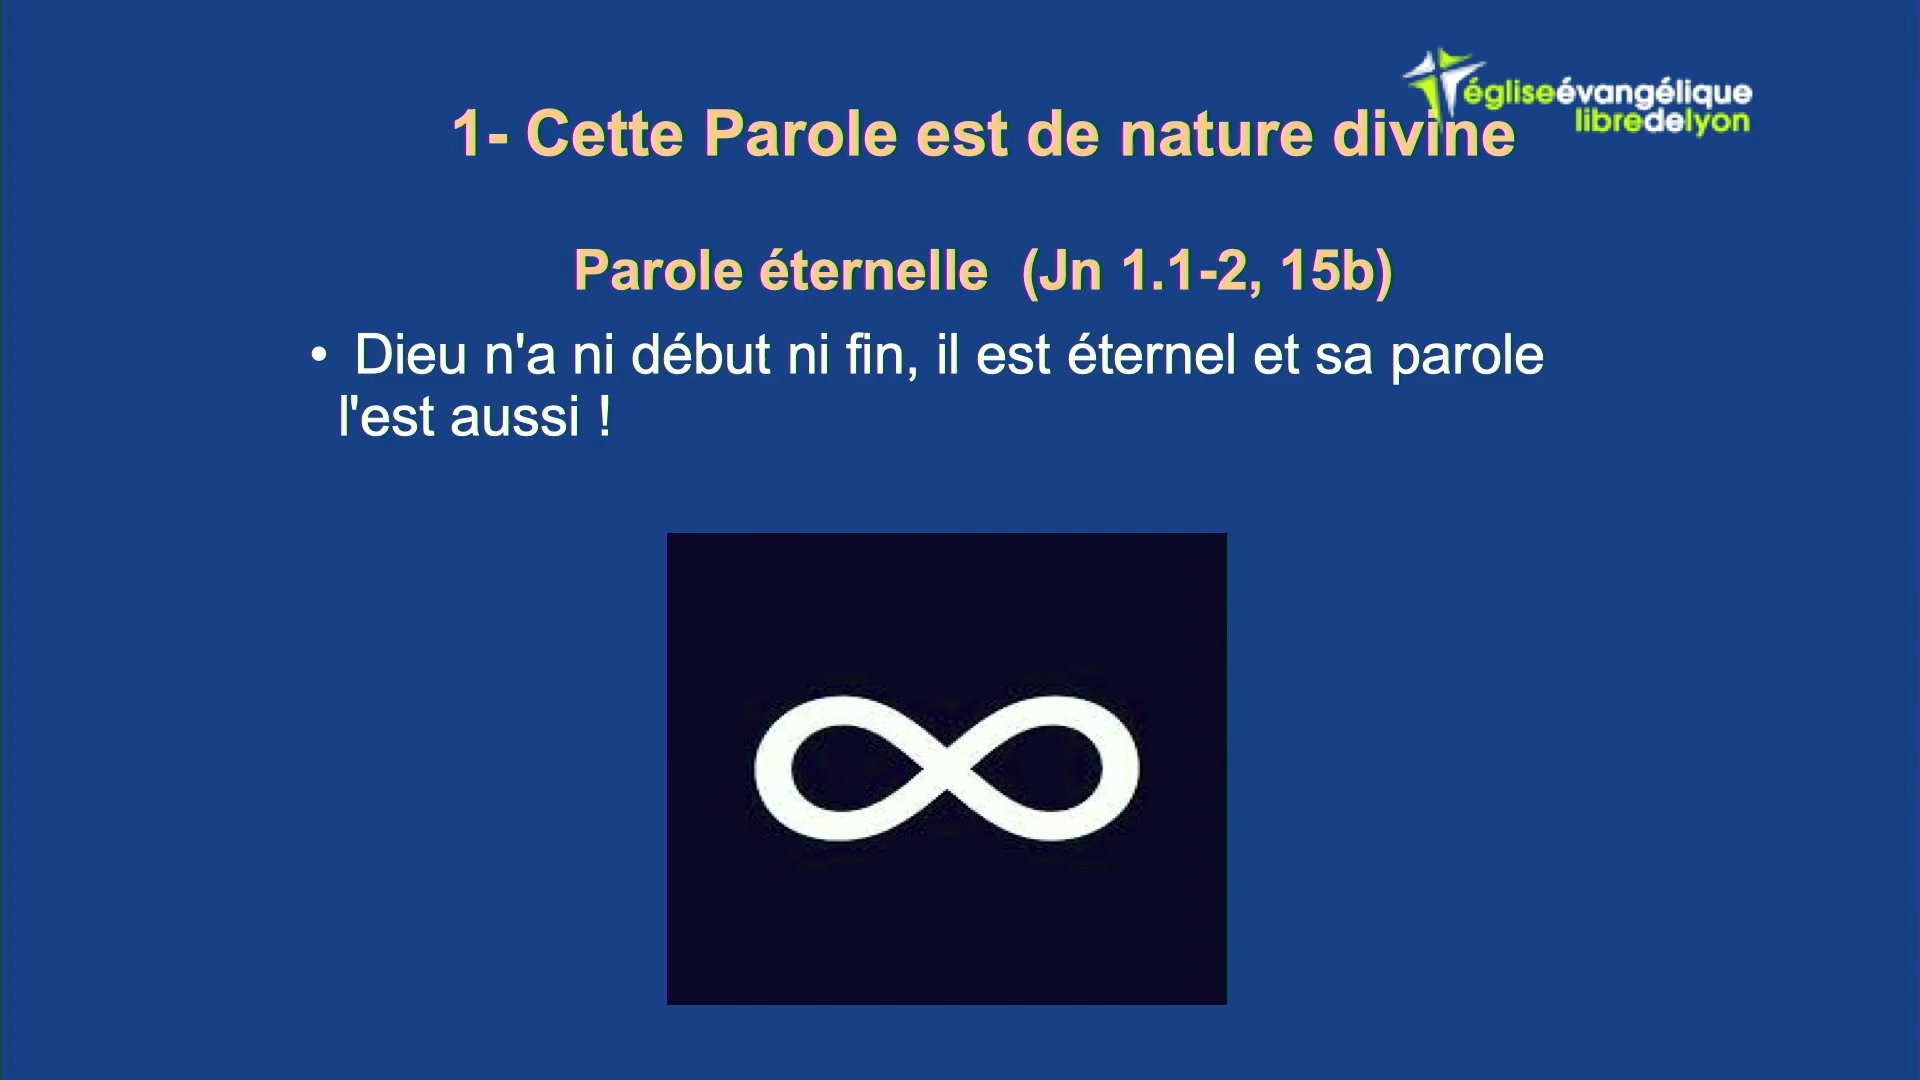 égliseévangélique
libredelyon
1- Cette Parole est de nature divine
Parole éternelle (Jn 1.1-2, 15b)
• Dieu n'a ni début ni fin, il est éternel et sa parole
l'est aussi !